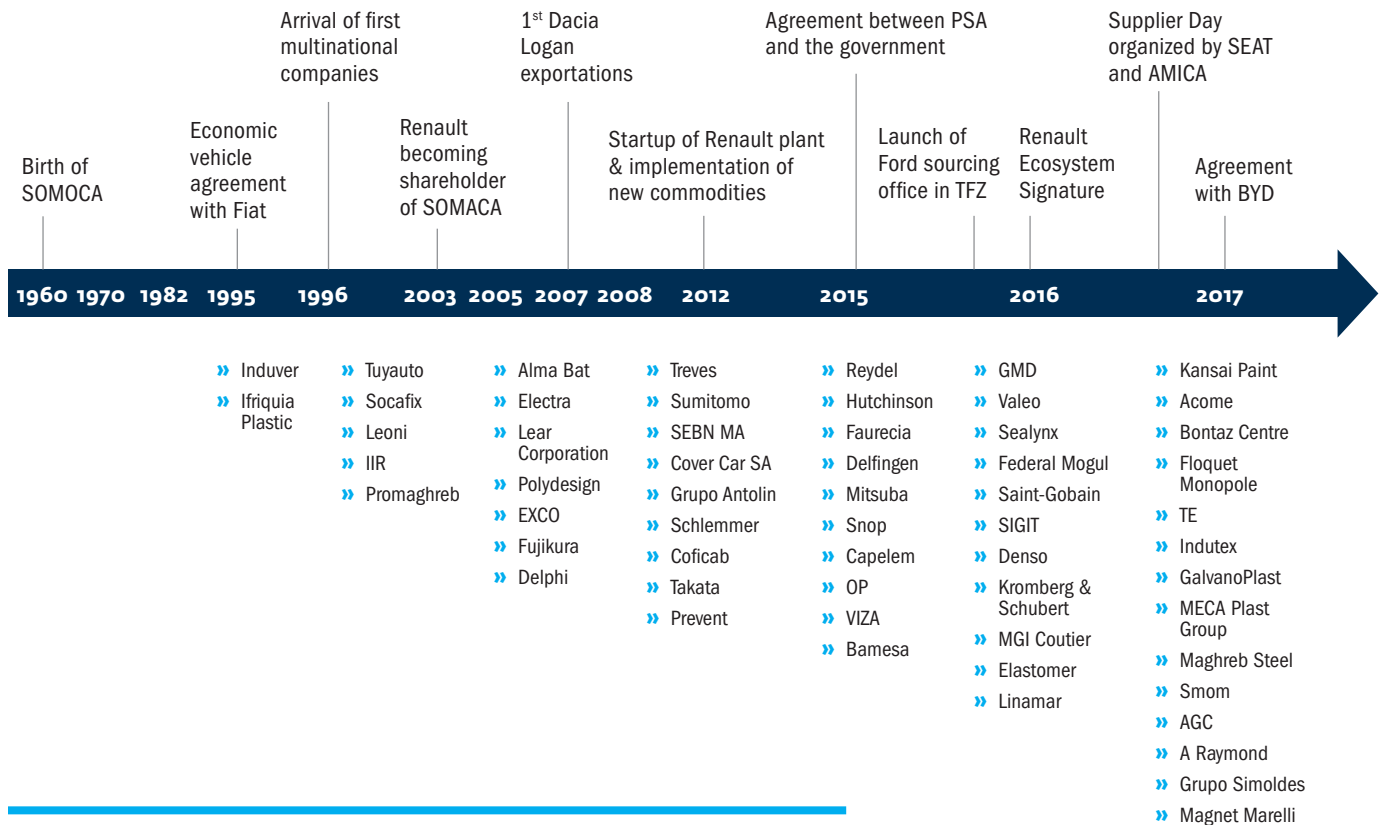 Arrival of first
multinational
companies
1st Dacia
Logan
exportations
Agreement between PSA
and the government
Supplier Day
organized by SEAT
and AMICA
Birth of
SOMOCA
Economic
vehicle
agreement
with Fiat
Renault
becoming
shareholder
of SOMACA
Startup of Renault plant
& implementation of
new commodities
Launch of
Ford sourcing
office in TFZ
Renault
Ecosystem
Signature
Agreement
with BYD
1960 1970 1982 1995 1996 2003 2005 2007 2008 2012 2015 2016 2017
» Induver
» Ifriquia
Plastic
» Tuyauto
» Socafix
» Leoni
» IIR
» Promaghreb
» Alma Bat
» Electra
» Lear
Corporation
» Polydesign
» EXCO
» Fujikura
» Delphi
» Treves
» Sumitomo
» SEBN MA
» Cover Car SA
» Grupo Antolin
» Schlemmer
» Coficab
» Takata
» Prevent
» Reydel
» Hutchinson
» Faurecia
» Delfingen
» Mitsuba
» Snop
» Capelem
» OP
» VIZA
» Bamesa
» GMD
» Valeo
» Sealynx
» Federal Mogul
» Saint-Gobain
» SIGIT
» Denso
» Kromberg &
Schubert
» MGI Coutier
» Elastomer
» Linamar
» Kansai Paint
» Acome
» Bontaz Centre
» Floquet
Monopole
» TE
» Indutex
» GalvanoPlast
» MECA Plast
Group
» Maghreb Steel
» Smom
» AGC
» A Raymond
» Grupo Simoldes
» Magnet Marelli